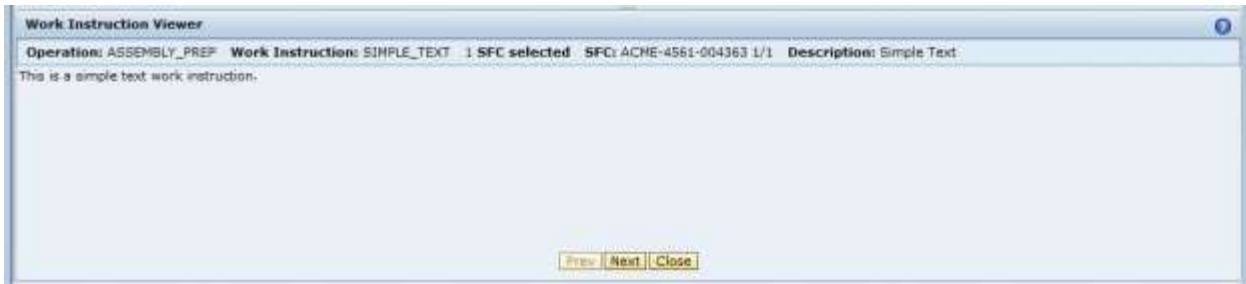 Work Instruction Viewer
Operation: ASSEMBLY_PREP Work Instruction: SIMPLE_TEXT 1 SFC selected SFC: ACME-4561-004363 1/1 Description: Simple Text
This is a simple text work instruction.
Prev Next Close